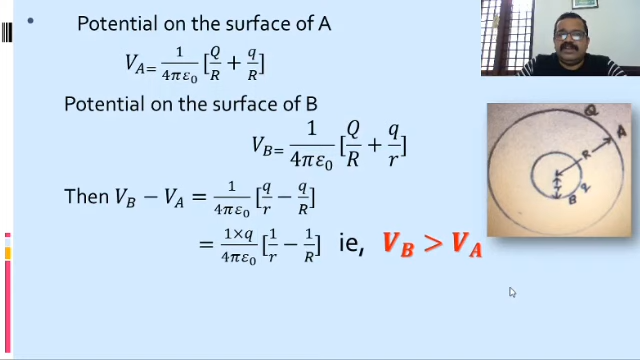 • Potential on the surface of A
V_A= 1/4πε₀ [Q/R + q/R]
Potential on the surface of B
V_B= 1/4πε₀ [Q/R + q/r]
Then V_B − V_A = 1/4πε₀ [q/r − q/R]
= 1×q/4πε₀ [1/r − 1/R] ie, V_B > V_A
Q
A
R
r
q
B